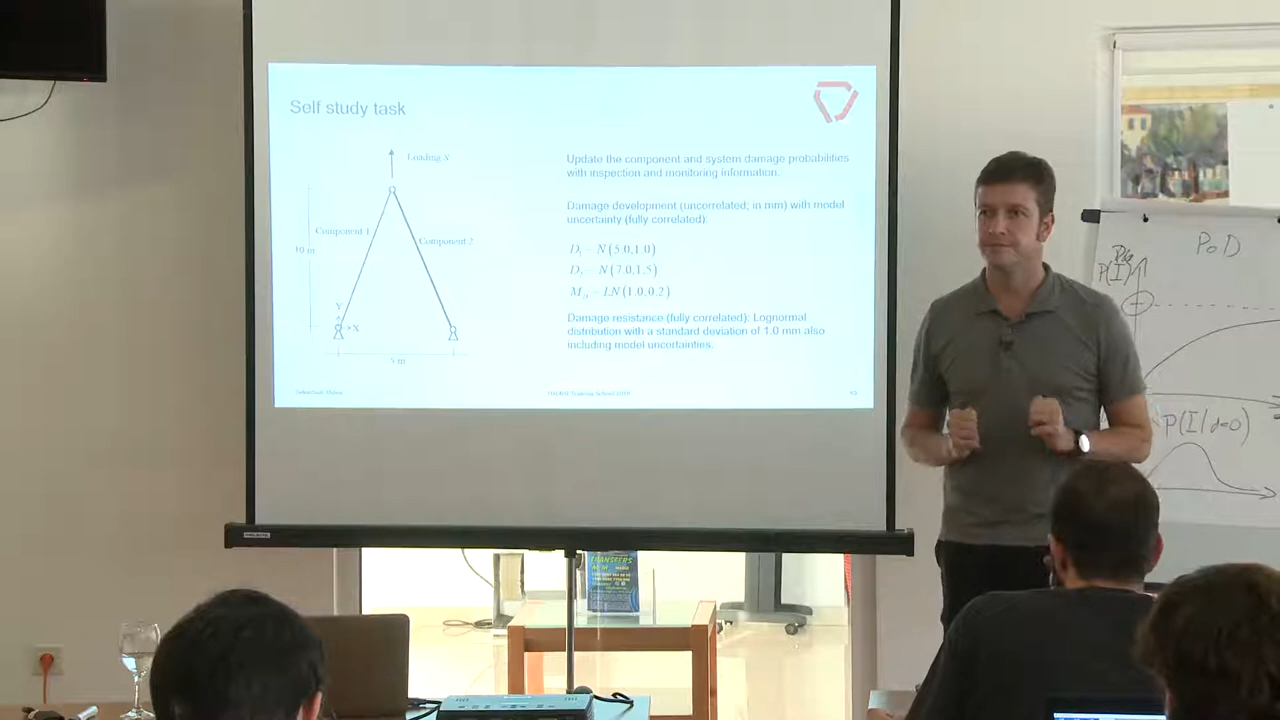 Self study task
Loading S
Component 1
Component 2
10 m
Y
X
5 m
Update the component and system damage probabilities
with inspection and monitoring information.
Damage development (uncorrelated; in mm) with model
uncertainty (fully correlated):
N(5.0,1.0)
N(7.0,1.5)
LN(1.0,0.2)
Damage resistance (fully correlated): Lognormal
distribution with a standard deviation of 1.0 mm also
including model uncertainties.
Training School
PoD
P(I)
P(I/d=0)
TRANSFERS